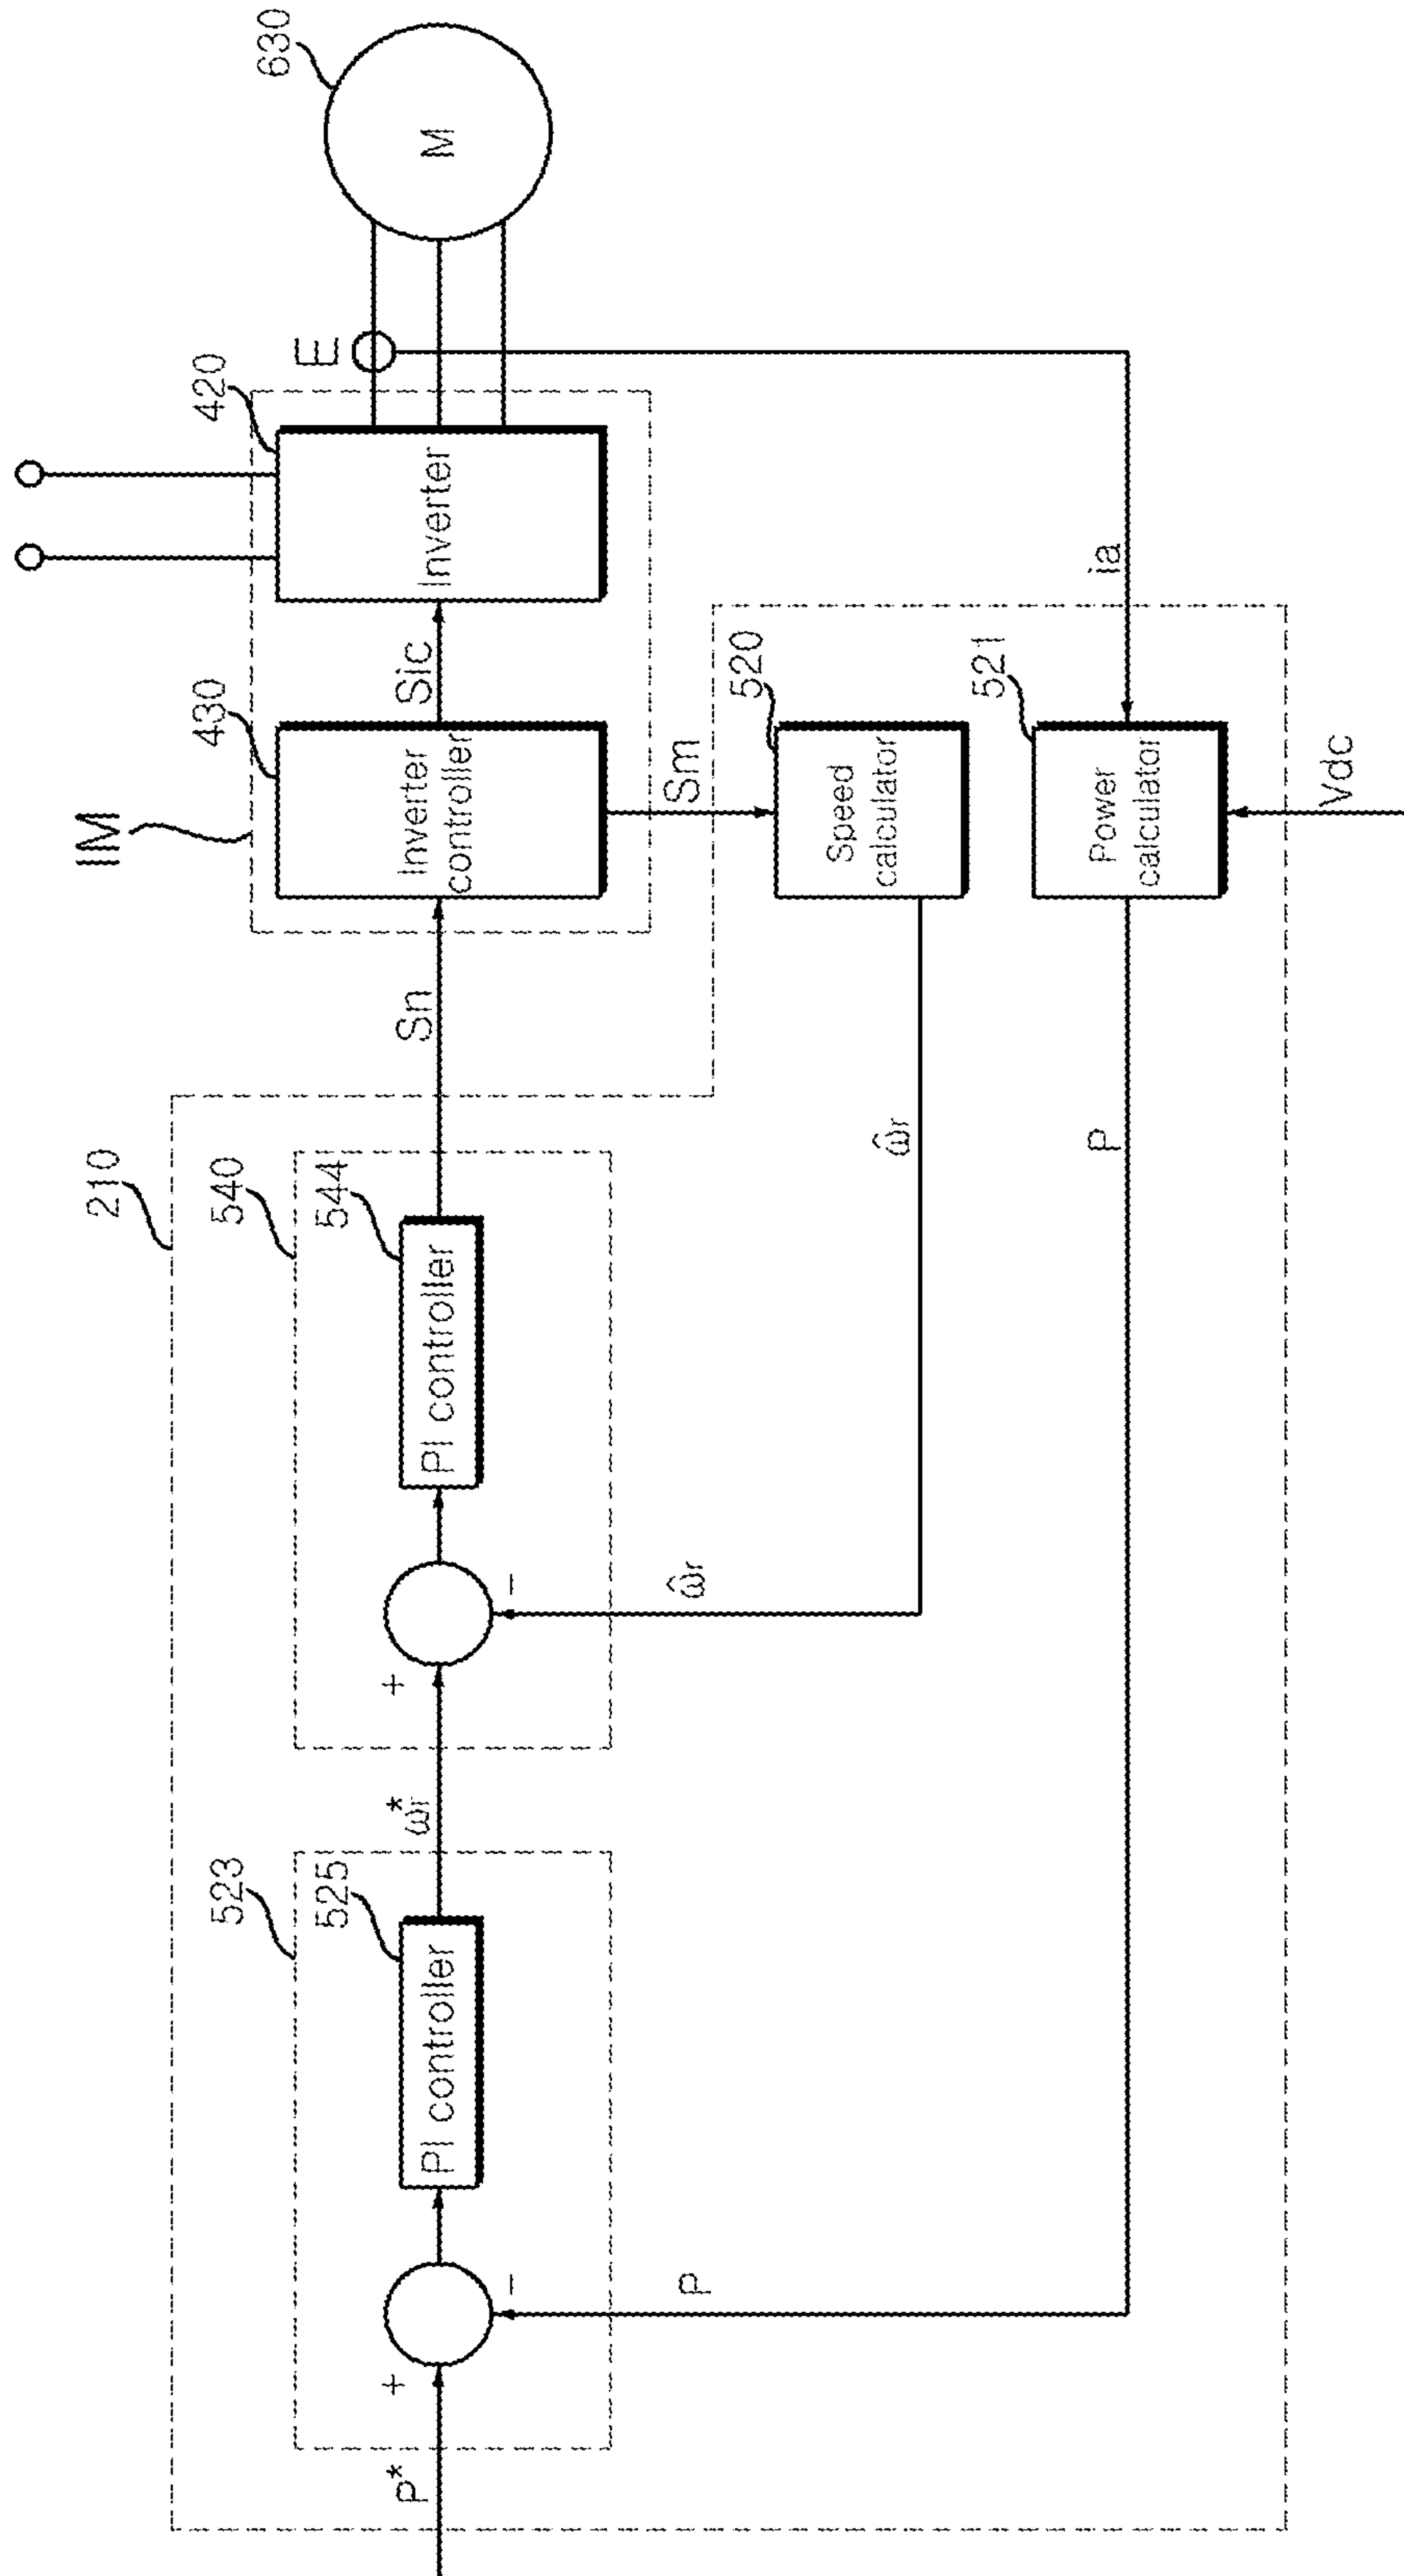 210
523
525
PI controller
P*
+
−
P
ω̂r*
540
544
PI controller
+
−
ω̂r
Sn
IM
430
Inverter
controller
Sic
420
Inverter
E
630
M
Sm
520
Speed
calculator
ω̂r
521
Power
calculator
ia
P
Vdc